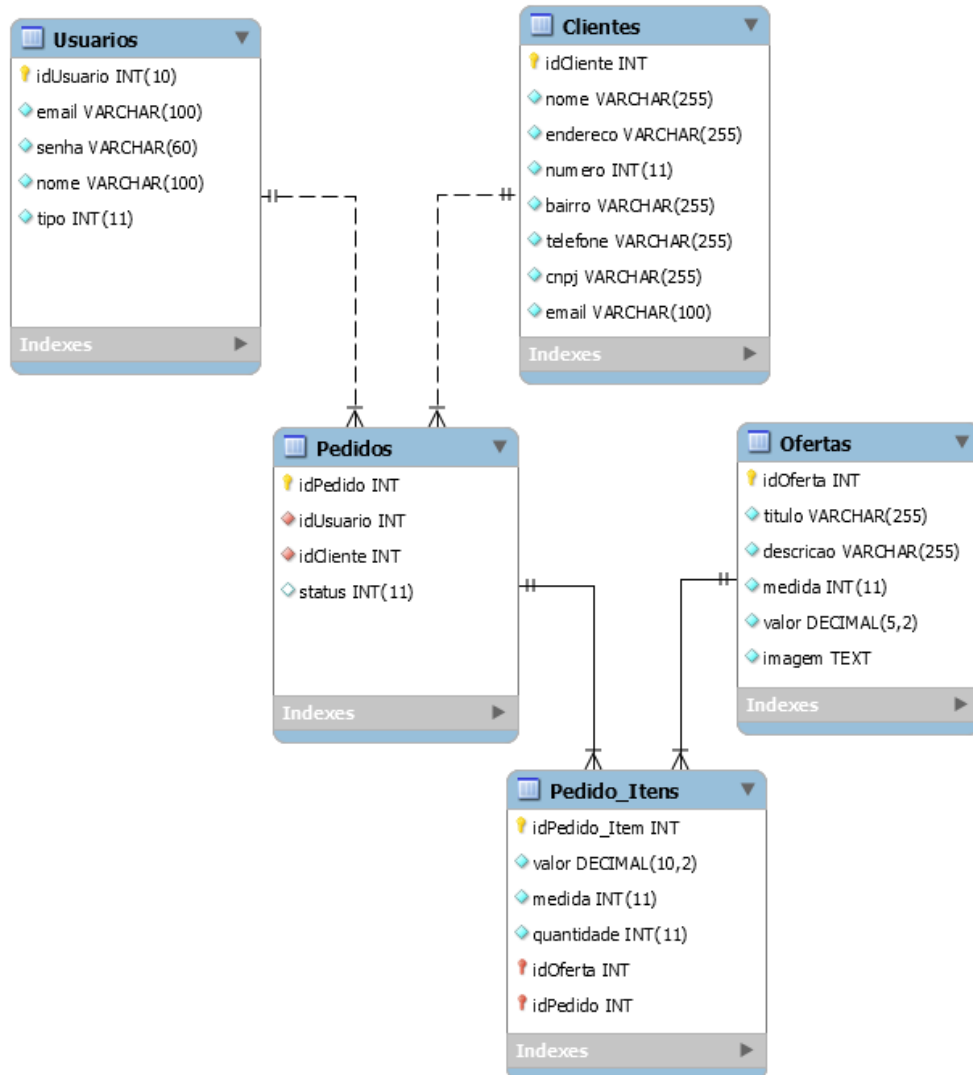 Usuarios
idUsuario INT(10)
email VARCHAR(100)
senha VARCHAR(60)
nome VARCHAR(100)
tipo INT(11)
Indexes
Clientes
idCliente INT
nome VARCHAR(255)
endereco VARCHAR(255)
numero INT(11)
bairro VARCHAR(255)
telefone VARCHAR(255)
cnpj VARCHAR(255)
email VARCHAR(100)
Indexes
Pedidos
idPedido INT
idUsuario INT
idCliente INT
status INT(11)
Indexes
Ofertas
idOferta INT
titulo VARCHAR(255)
descricao VARCHAR(255)
medida INT(11)
valor DECIMAL(5,2)
imagem TEXT
Indexes
Pedido_Itens
idPedido_Item INT
valor DECIMAL(10,2)
medida INT(11)
quantidade INT(11)
idOferta INT
idPedido INT
Indexes